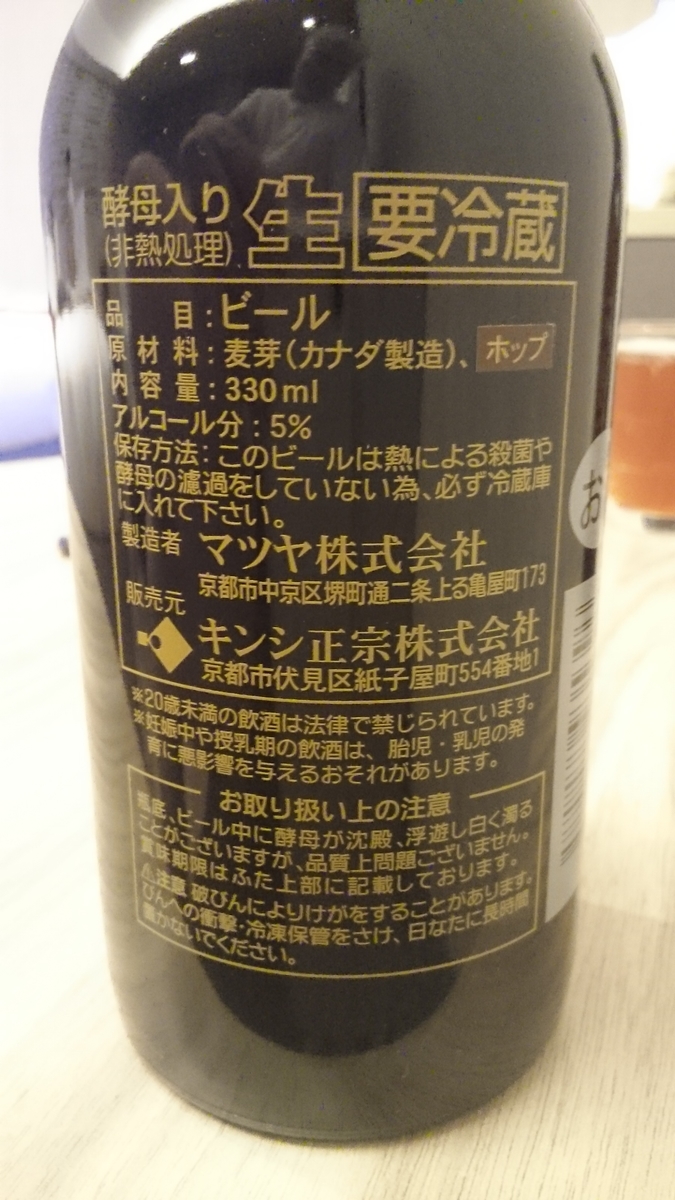 酵母入り
(非熱処理)
生
要冷蔵
品目:ビール
原材料:麦芽(カナダ製造)、ホップ
内容量:330ml
アルコール分:5%
保存方法:このビールは熱による殺菌や
酵母の濾過をしていない為、必ず冷蔵庫
に入れて下さい。
製造者 マツヤ株式会社
京都市中京区堺町通二条上る亀屋町173
販売元
キンシ正宗株式会社
京都市伏見区紙子屋町554番地1
※20歳未満の飲酒は法律で禁じられています。
※妊娠中や授乳期の飲酒は、胎児・乳児の発
育に悪影響を与えるおそれがあります。
お取り扱い上の注意
瓶底、ビール中に酵母が沈殿、浮遊し白く濁る
ことがございますが、品質上問題ございません。
賞味期限はふた上部に記載しております。
⚠注意 破びんによりけがをすることがあります。
びんへの衝撃・冷凍保管をさけ、日なたに長時間
置かないでください。
お